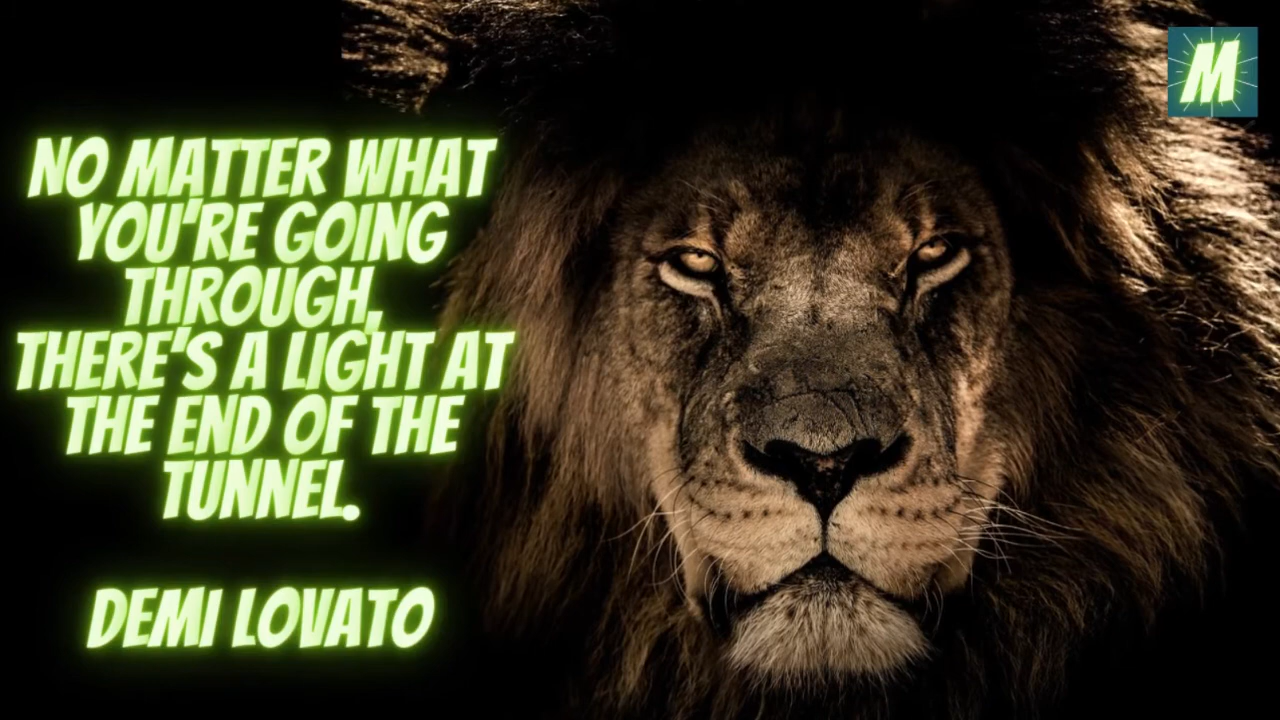 M
NO MATTER WHAT
YOU'RE GOING
THROUGH,
THERE'S A LIGHT AT
THE END OF THE
TUNNEL.
DEMI LOVATO